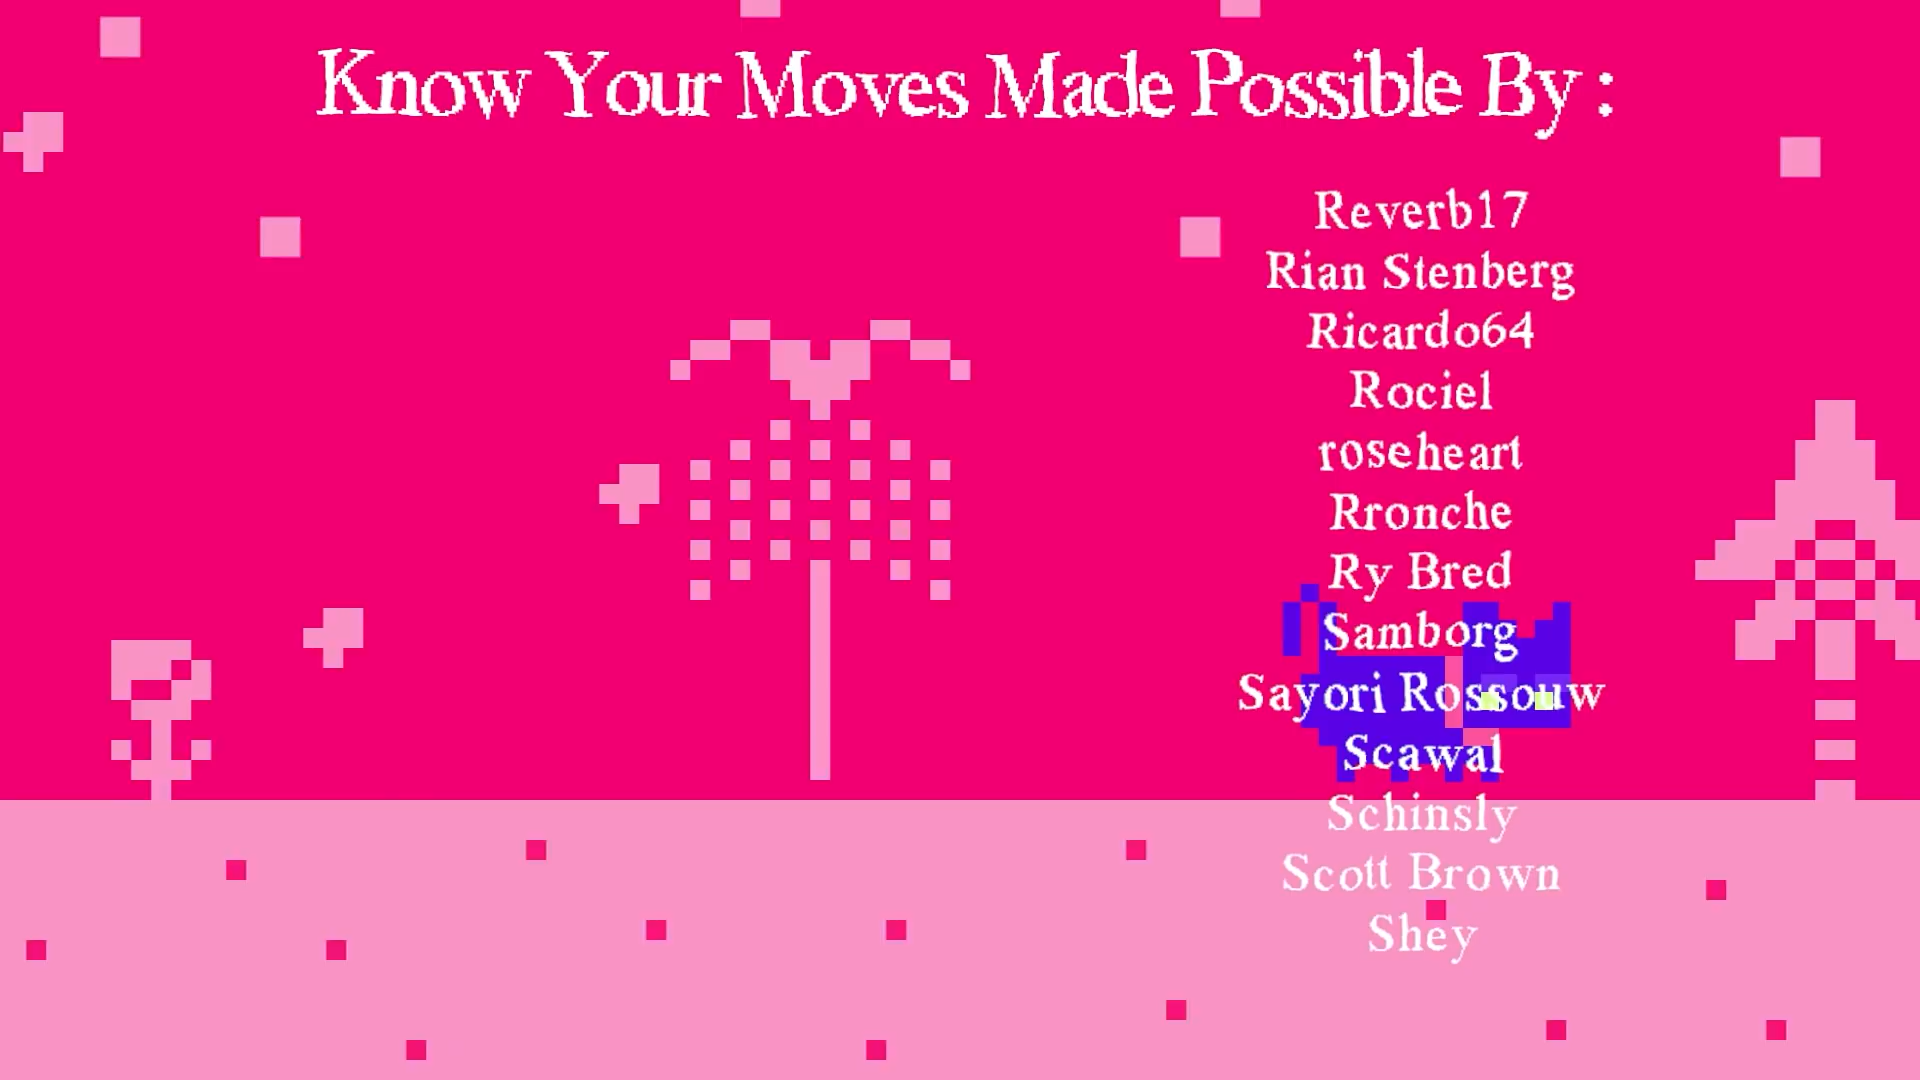 Know Your Moves Made Possible By :
Reverb17
Rian Stenberg
Ricardo64
Rociel
roseheart
Rronche
Ry Bred
Samborg
Sayori Rossouw
Scawal
Schinsly
Scott Brown
Shey